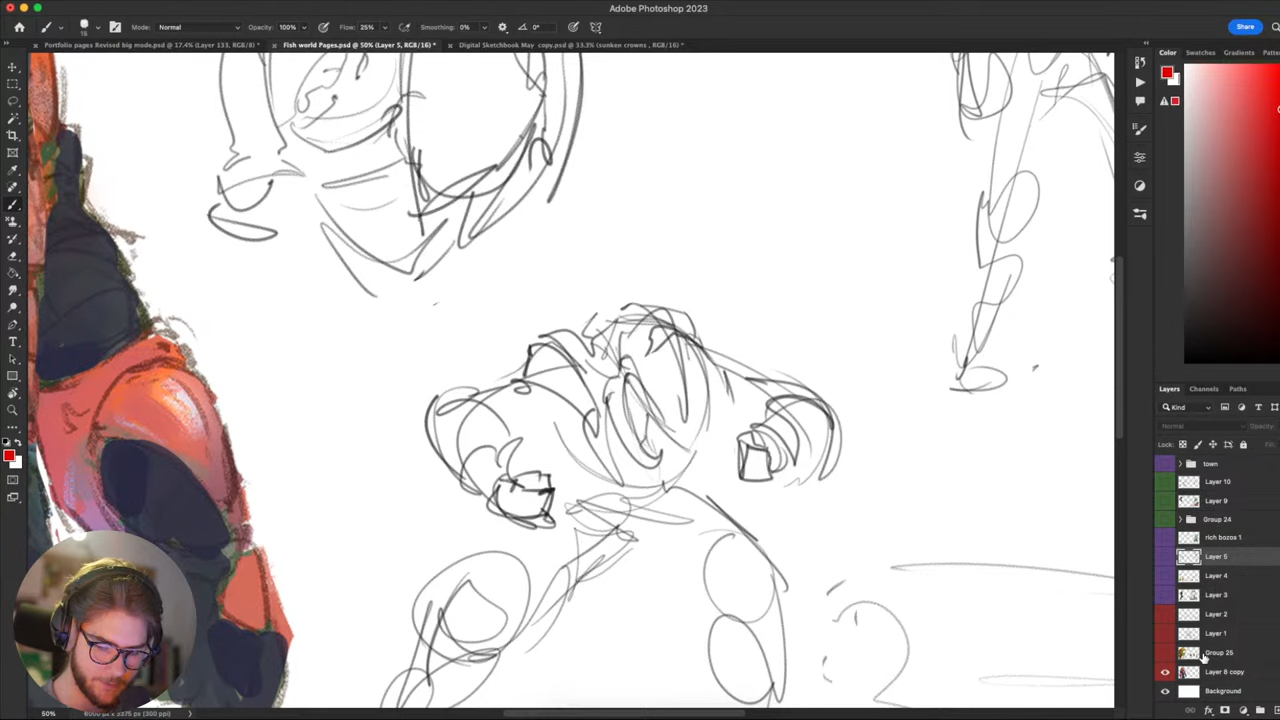 Adobe Photoshop 2023
15 Mode: Normal Opacity: 100% Flow: 25% Smoothing: 0% 0° Share
Portfolio pages Revised big mode.psd @ 17.4% (Layer 133, RGB/8) * Fish world Pages.psd @ 50% (Layer 5, RGB/16) * Digital Sketchbook May copy.psd @ 33.3% (sunken crowns , RGB/16) *
Color Swatches Gradients
Layers Channels Paths
Kind
Normal Opacity:
Lock:
town
Layer 10
Layer 9
Group 24
rich bozos 1
Layer 5
Layer 4
Layer 3
Layer 2
Layer 1
Group 25
Layer 8 copy
Background
50%
fx